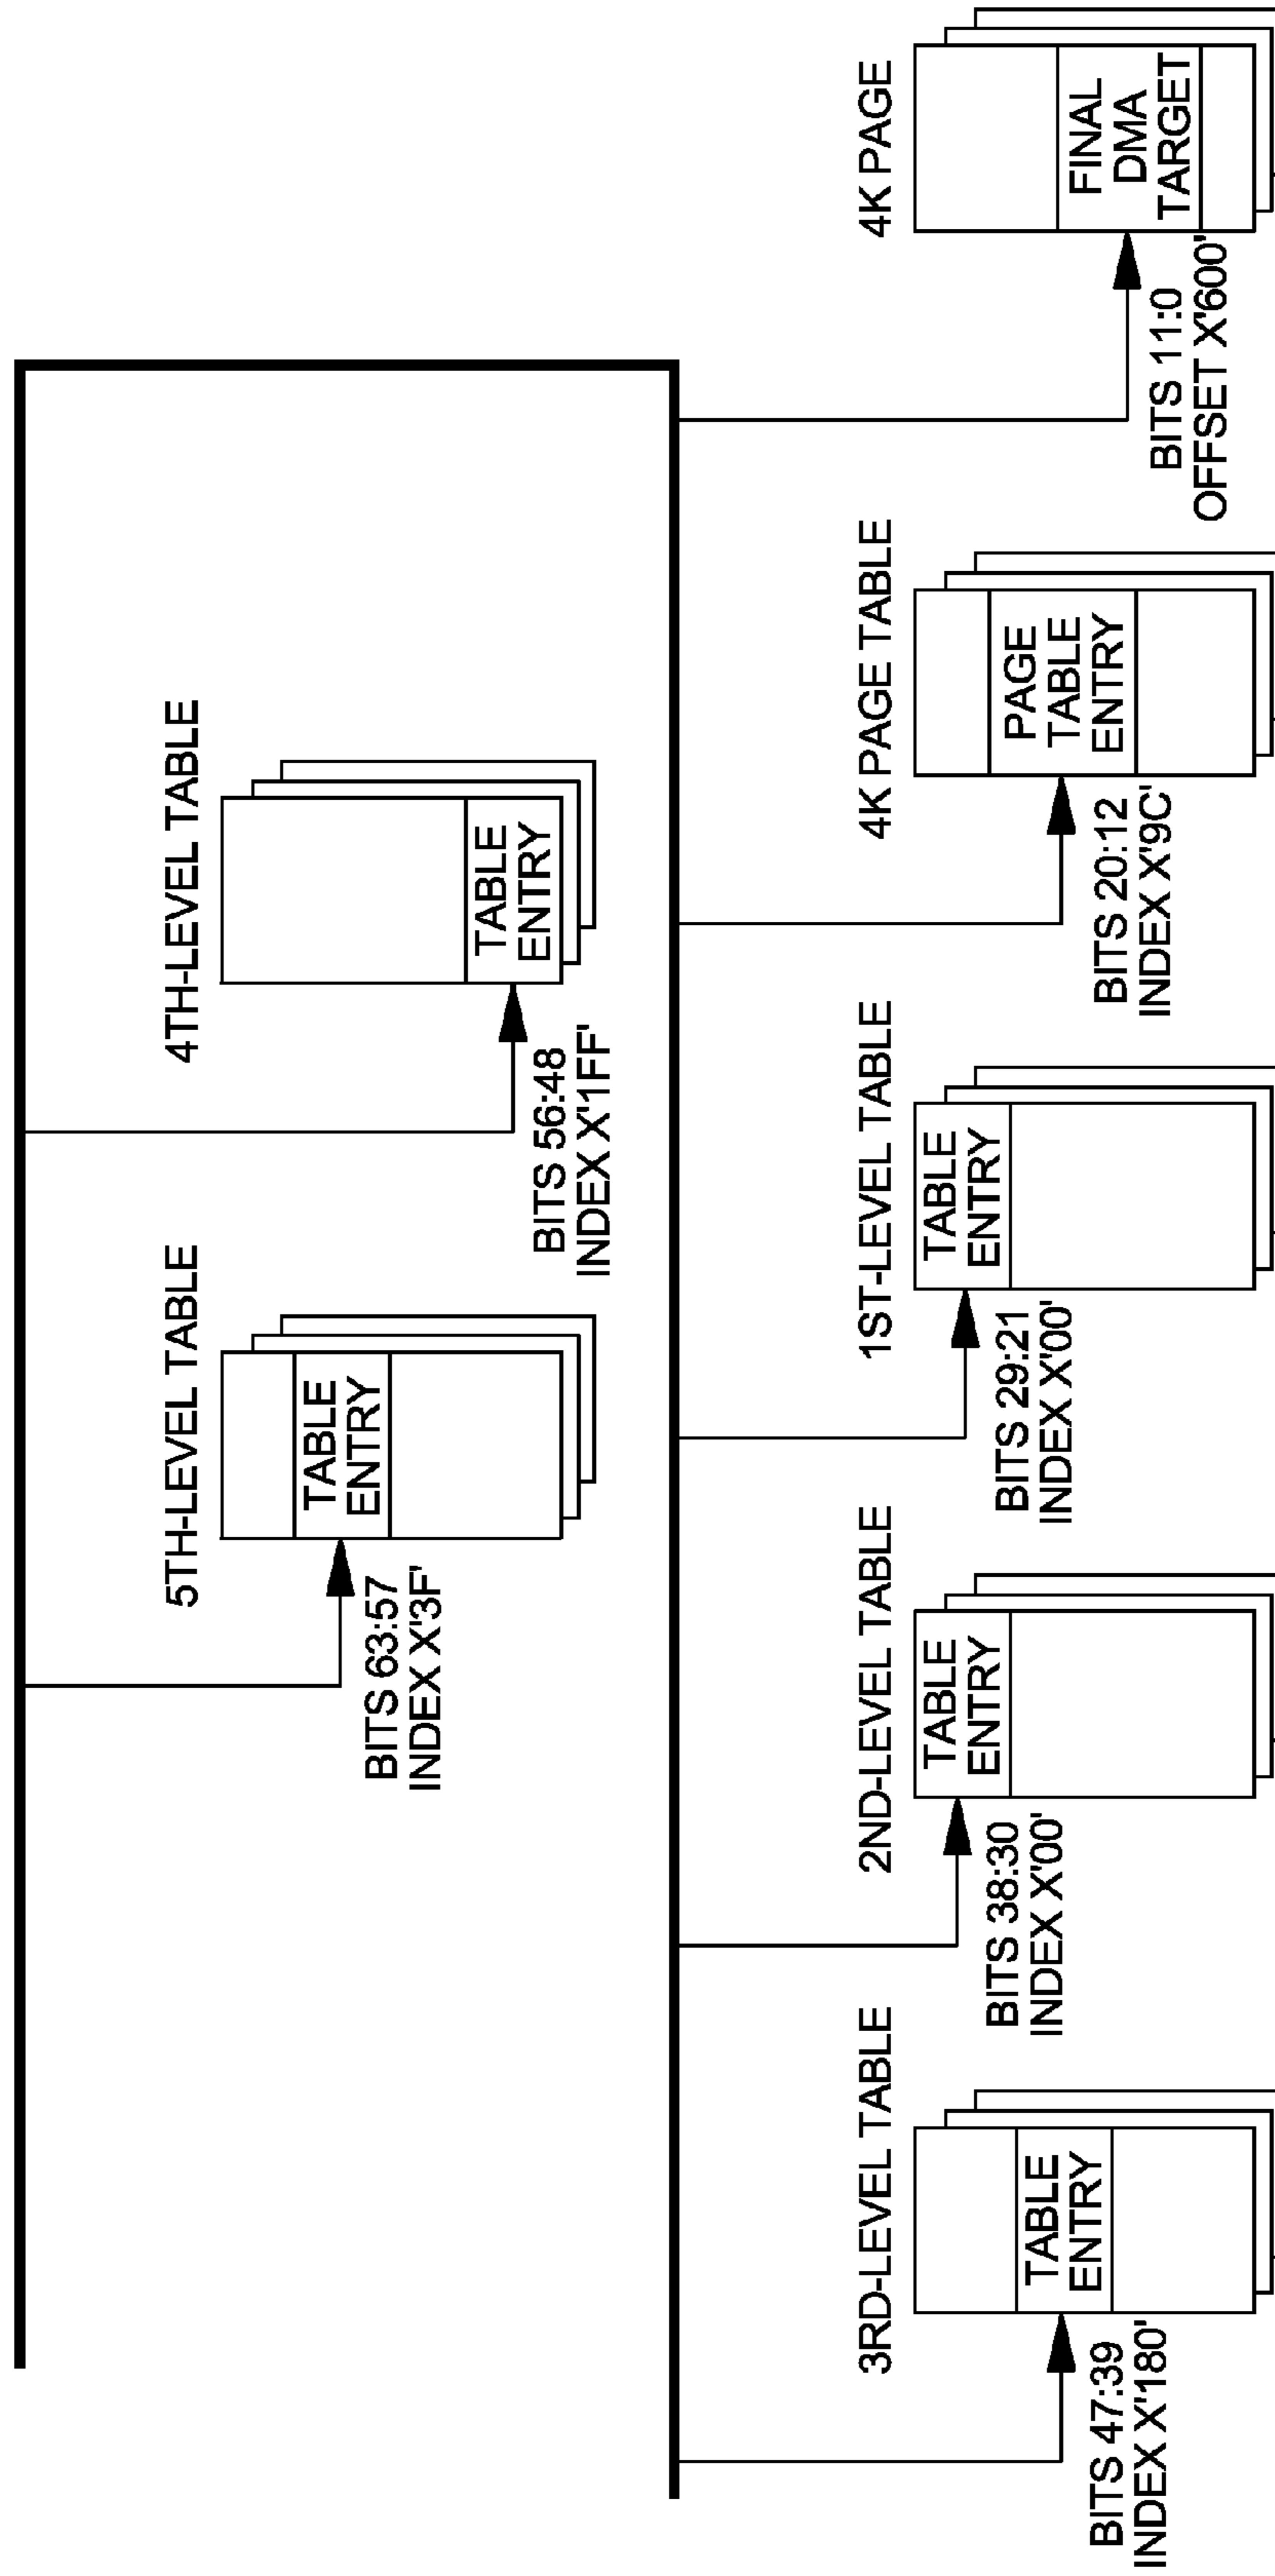 5TH-LEVEL TABLE
TABLE
ENTRY
BITS 63:57
INDEX X'3F'
4TH-LEVEL TABLE
TABLE
ENTRY
BITS 56:48
INDEX X'1FF'
3RD-LEVEL TABLE
TABLE
ENTRY
BITS 47:39
INDEX X'180'
2ND-LEVEL TABLE
TABLE
ENTRY
BITS 38:30
INDEX X'00'
1ST-LEVEL TABLE
TABLE
ENTRY
BITS 29:21
INDEX X'00'
4K PAGE TABLE
PAGE
TABLE
ENTRY
BITS 20:12
INDEX X'9C'
4K PAGE
FINAL
DMA
TARGET
BITS 11:0
OFFSET X'600'